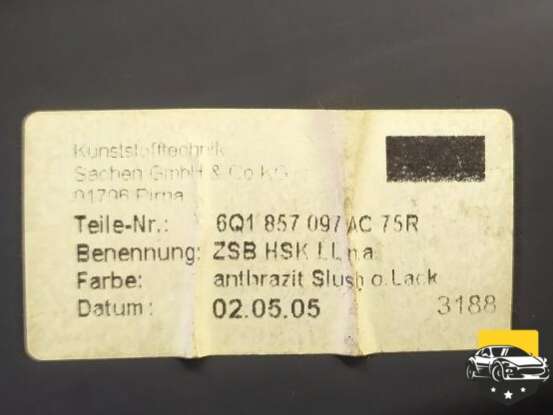 Kunststofftechnik
Sachen GmbH & Co KG
01796 Pirna
Teile-Nr.: 6Q1 857 097 AC 75R
Benennung: ZSB HSK LL
Farbe: anthrazit Slush o. Lack
Datum: 02.05.05 3188